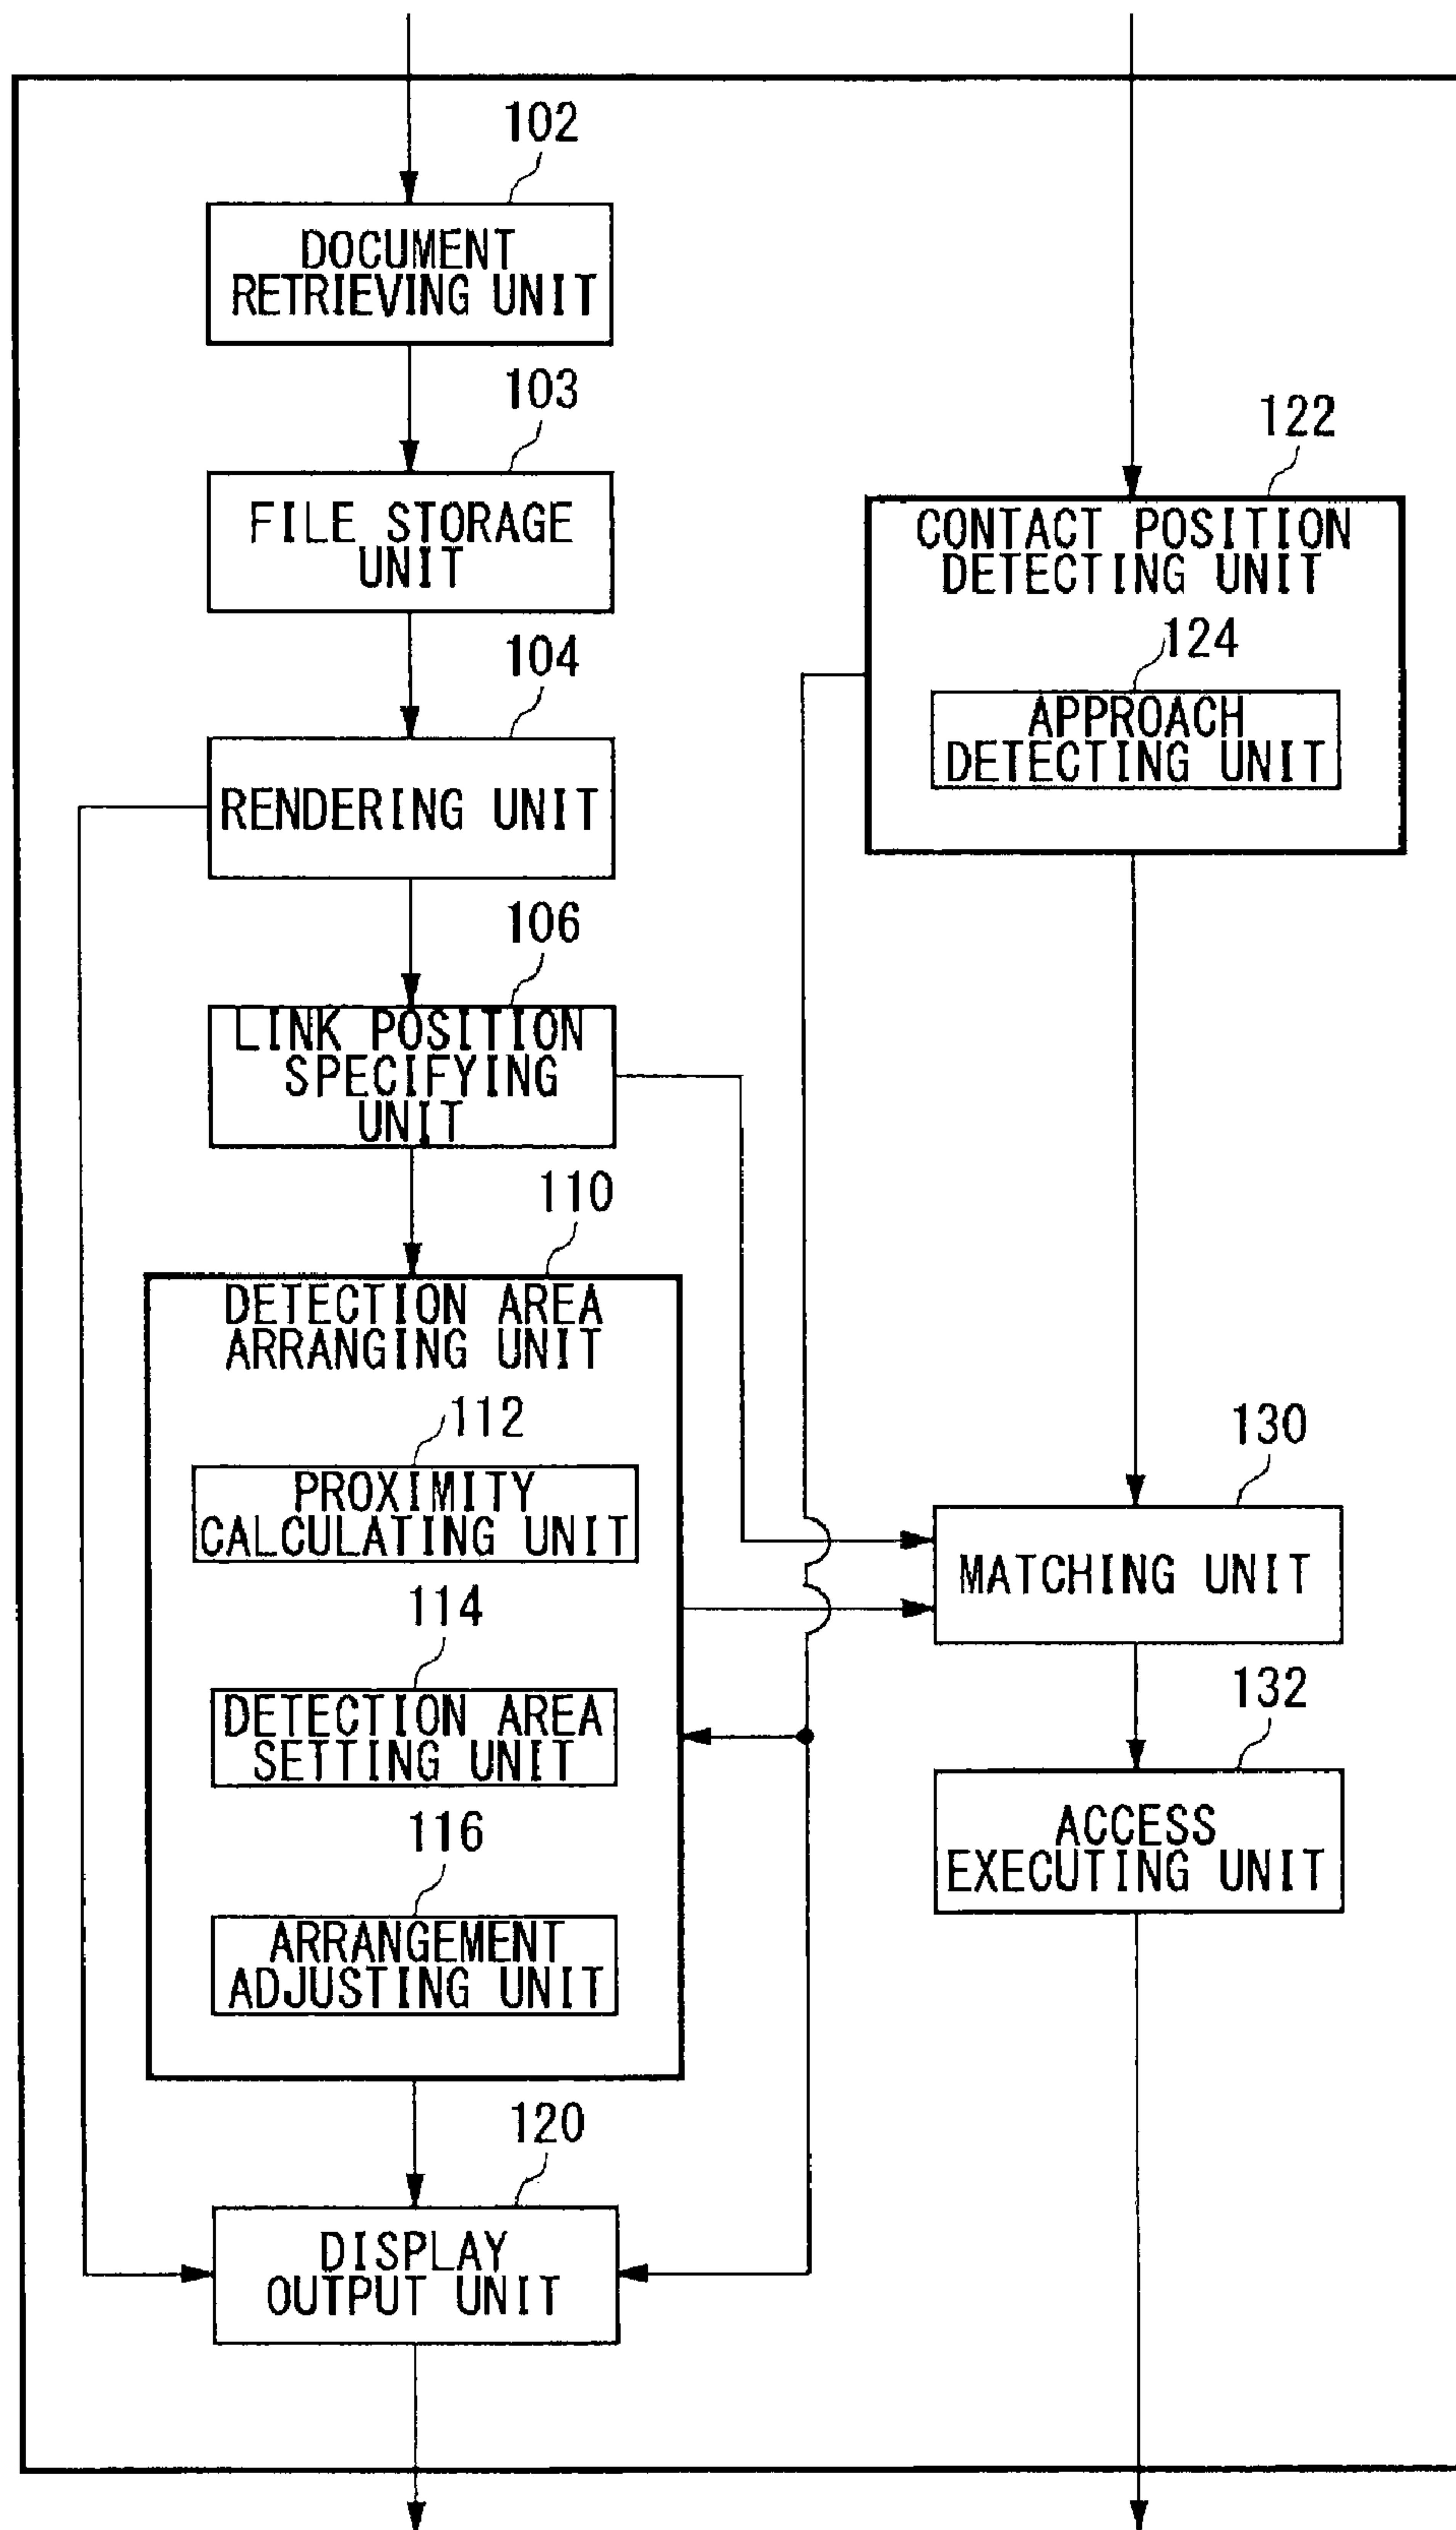 102
DOCUMENT
RETRIEVING UNIT
103
FILE STORAGE
UNIT
104
RENDERING UNIT
106
LINK POSITION
SPECIFYING
UNIT
110
DETECTION AREA
ARRANGING UNIT
112
PROXIMITY
CALCULATING UNIT
114
DETECTION AREA
SETTING UNIT
116
ARRANGEMENT
ADJUSTING UNIT
120
DISPLAY
OUTPUT UNIT
122
CONTACT POSITION
DETECTING UNIT
124
APPROACH
DETECTING UNIT
130
MATCHING UNIT
132
ACCESS
EXECUTING UNIT